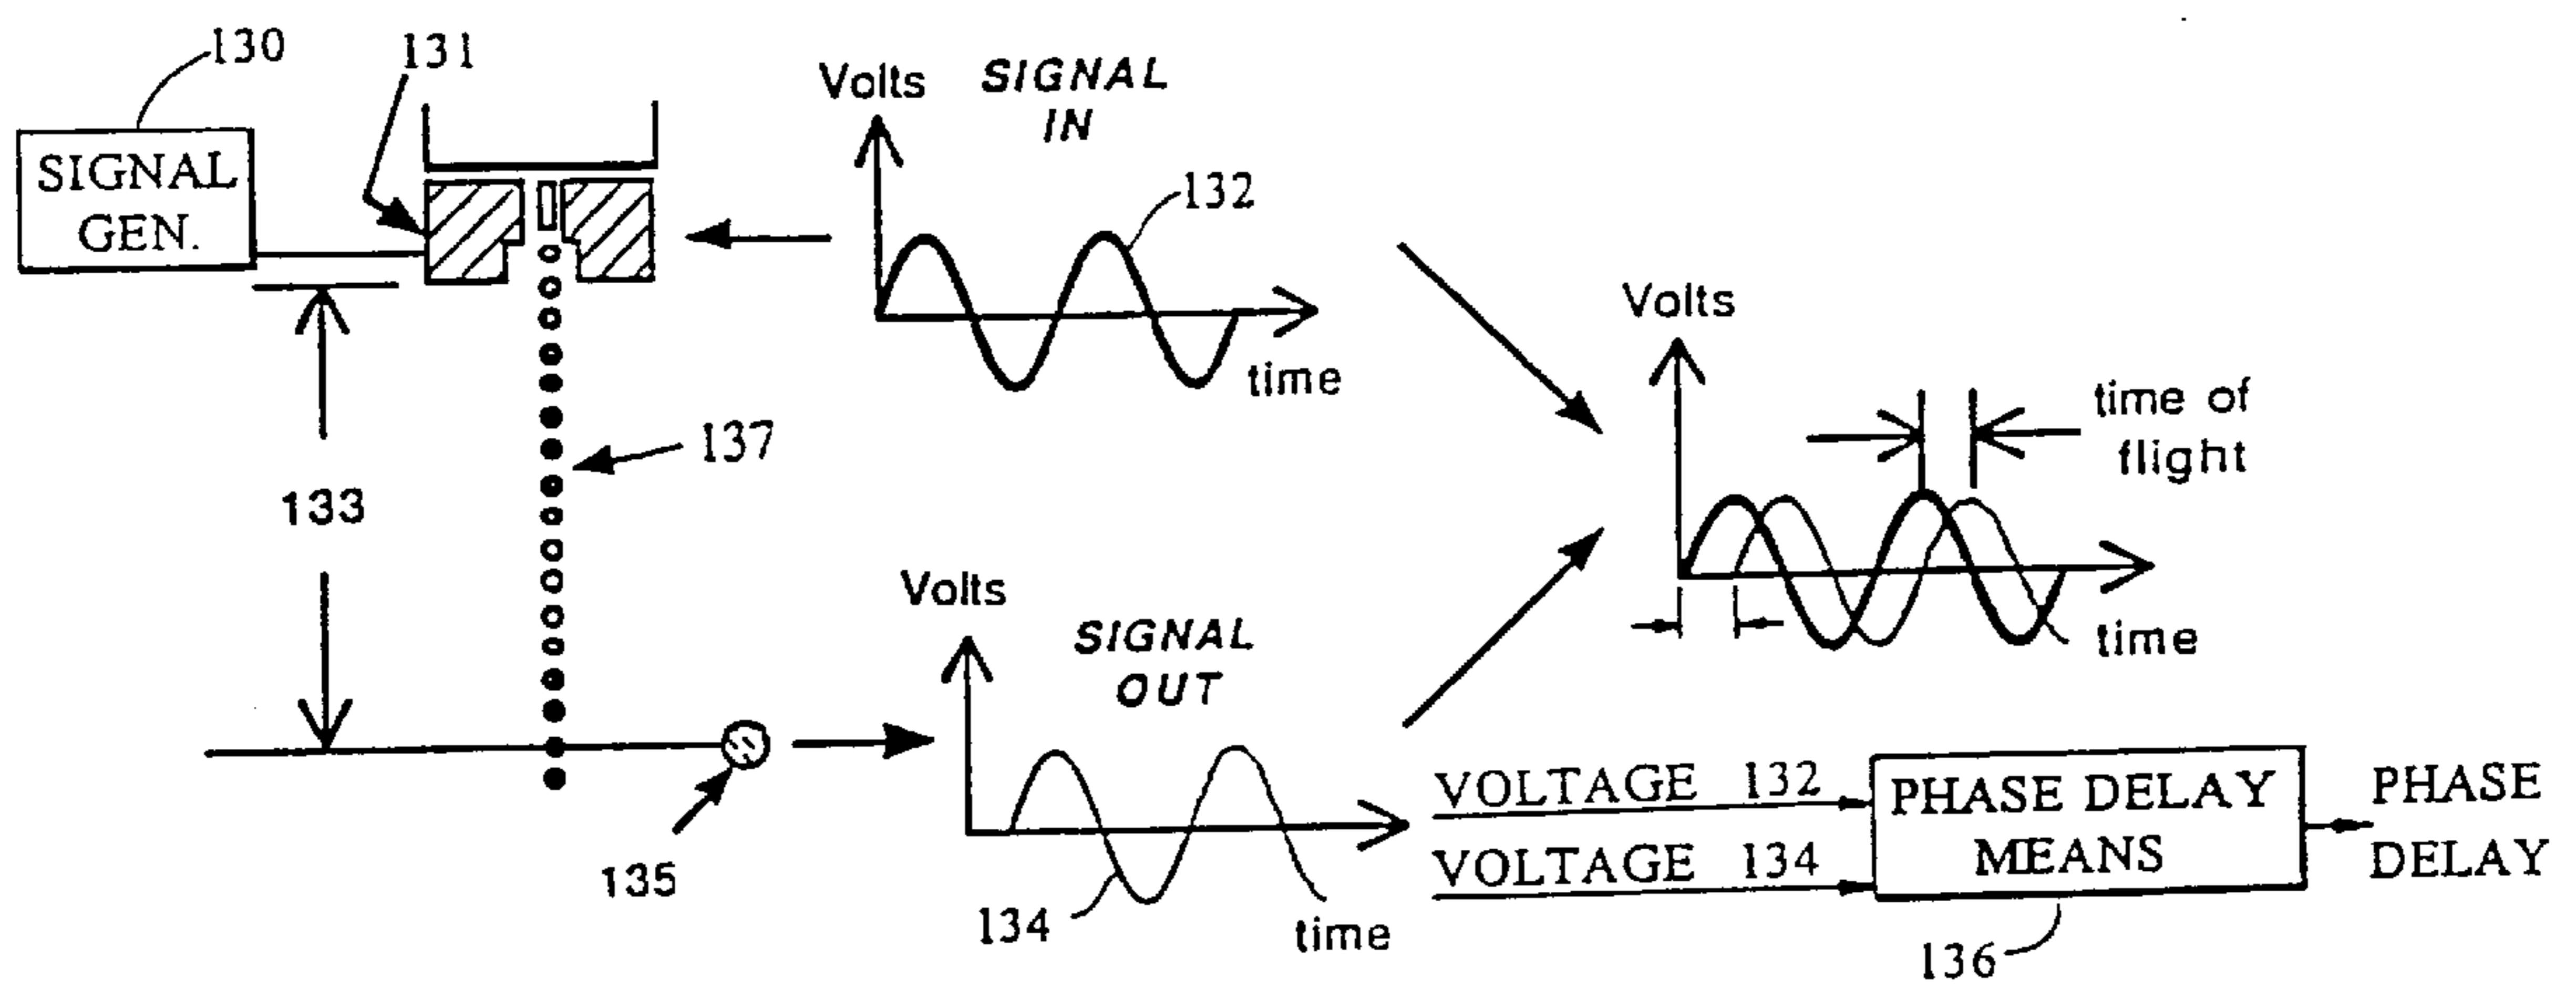 130
131
SIGNAL
GEN.
Volts
SIGNAL
IN
132
time
133
137
Volts
time of
flight
time
Volts
SIGNAL
OUT
135
134
time
VOLTAGE 132
VOLTAGE 134
PHASE DELAY
MEANS
PHASE
DELAY
136